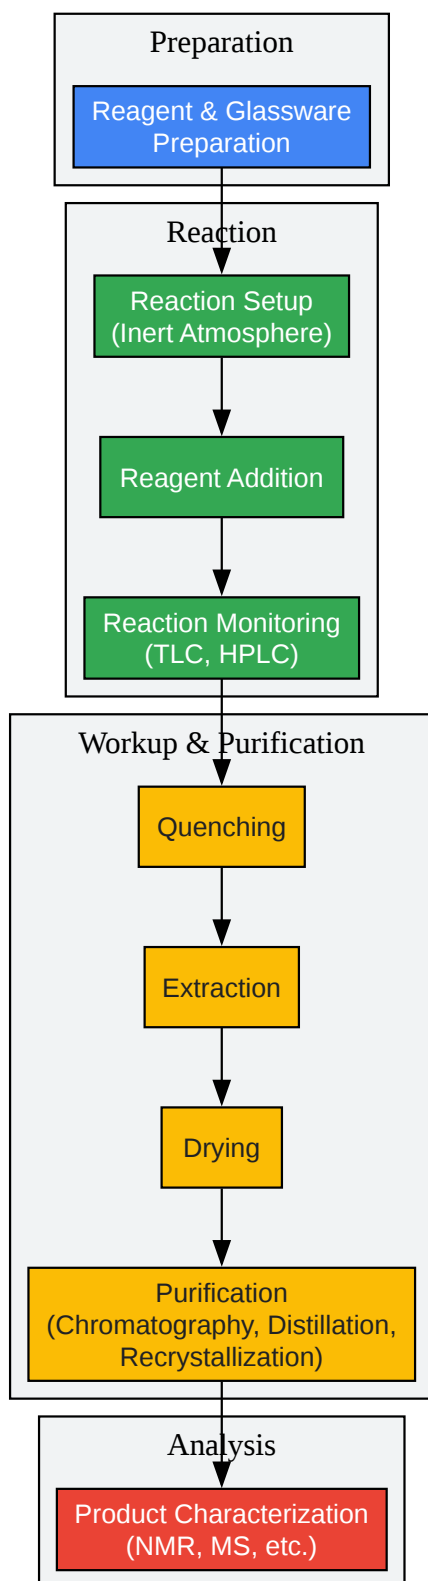 Preparation
Reagent & Glassware
Preparation
Reaction
Reaction Setup
(Inert Atmosphere)
Reagent Addition
Reaction Monitoring
(TLC, HPLC)
Workup & Purification
Quenching
Extraction
Drying
Purification
(Chromatography, Distillation,
Recrystallization)
Analysis
Product Characterization
(NMR, MS, etc.)